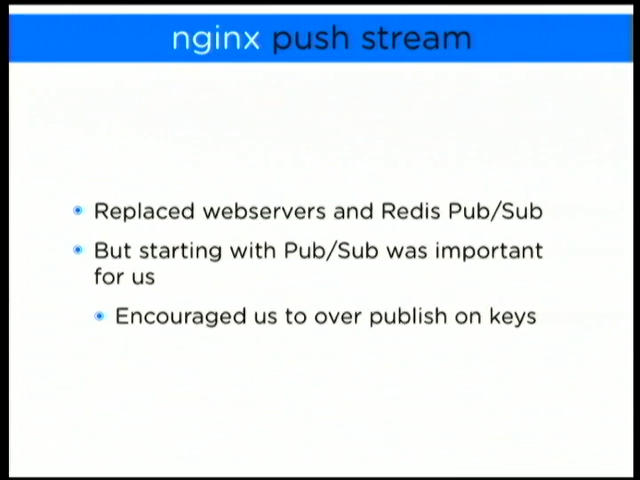 nginx push stream
Replaced webservers and Redis Pub/Sub
But starting with Pub/Sub was important
for us
Encouraged us to over publish on keys